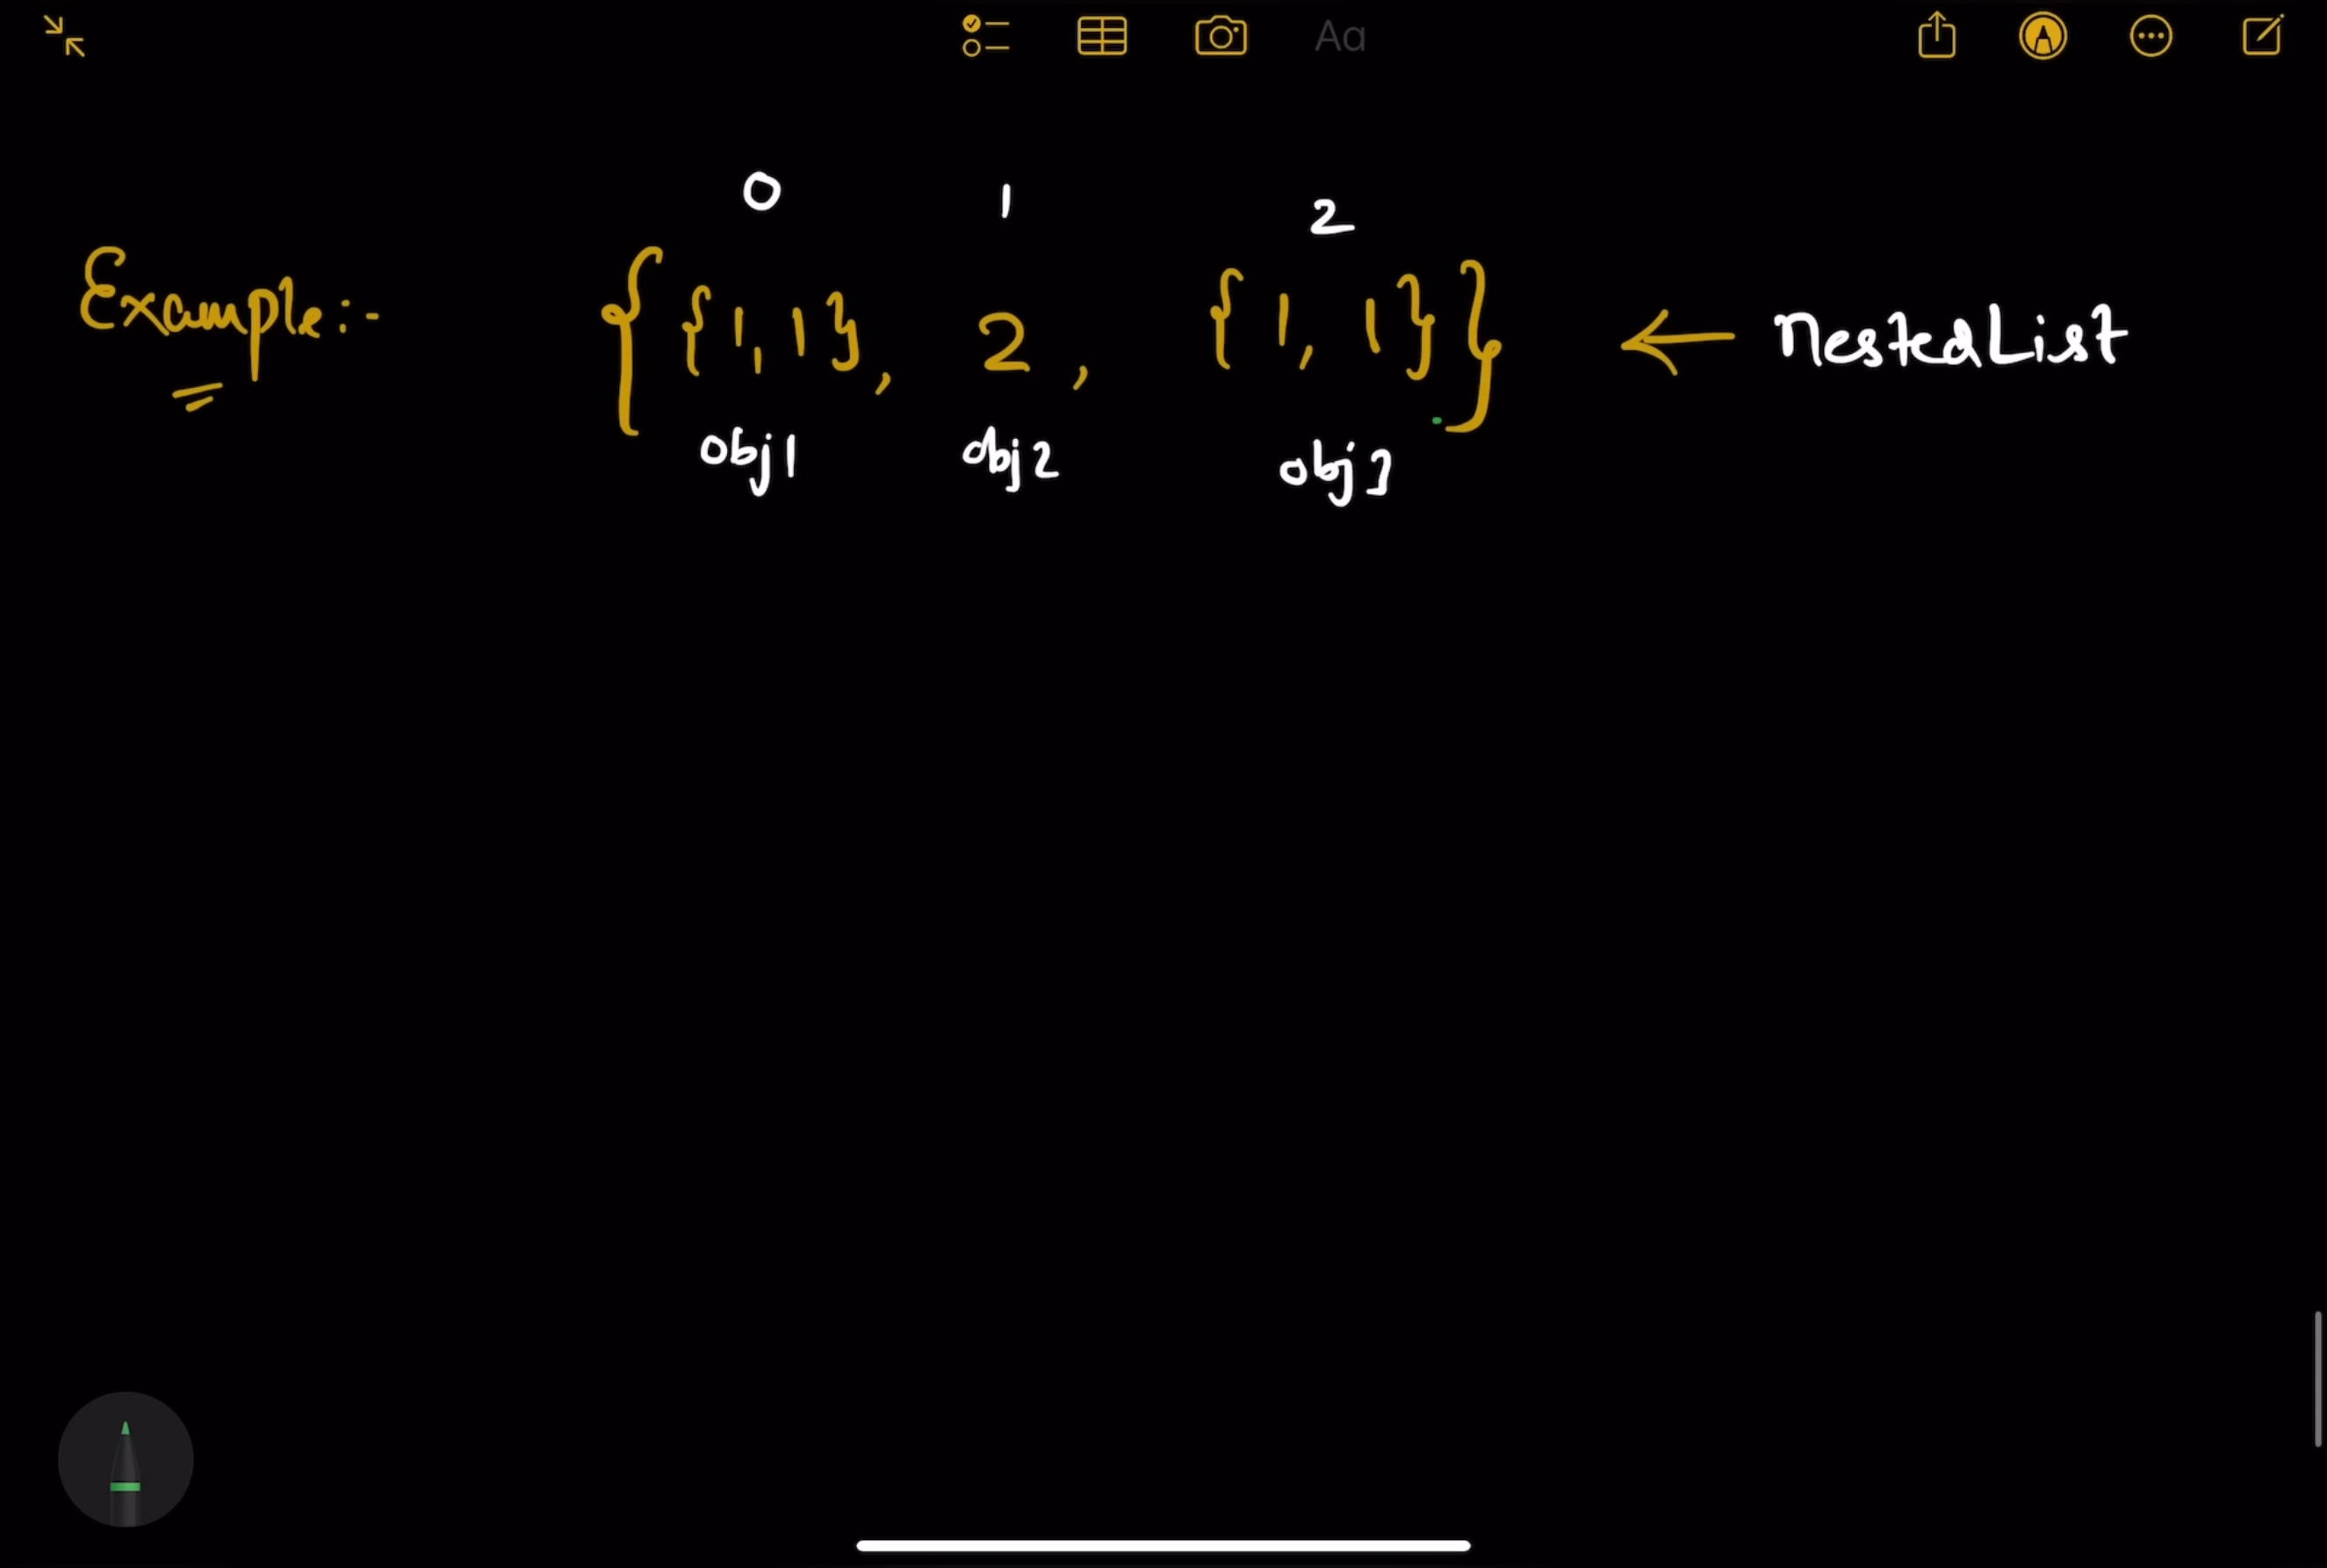 Aa
0 1 2
Example:- { {1,1}, 2, {1,1} } ← nestedList
obj1 obj2 obj3